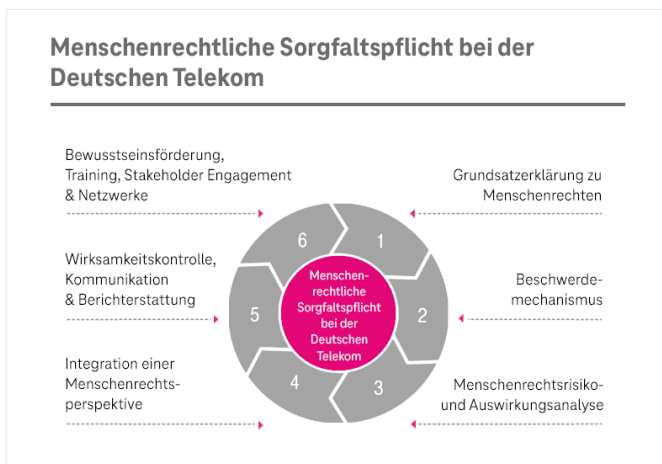 Menschenrechtliche Sorgfaltspflicht bei der
Deutschen Telekom
Bewusstseinsförderung,
Training, Stakeholder Engagement
& Netzwerke
Grundsatzerklärung zu
Menschenrechten
Wirksamkeitskontrolle,
Kommunikation
& Berichterstattung
Beschwerde-
mechanismus
Integration einer
Menschenrechts-
perspektive
Menschenrechtsrisiko-
und Auswirkungsanalyse
6
1
5
2
4
3
Menschen-
rechtliche
Sorgfaltspflicht
bei der
Deutschen
Telekom